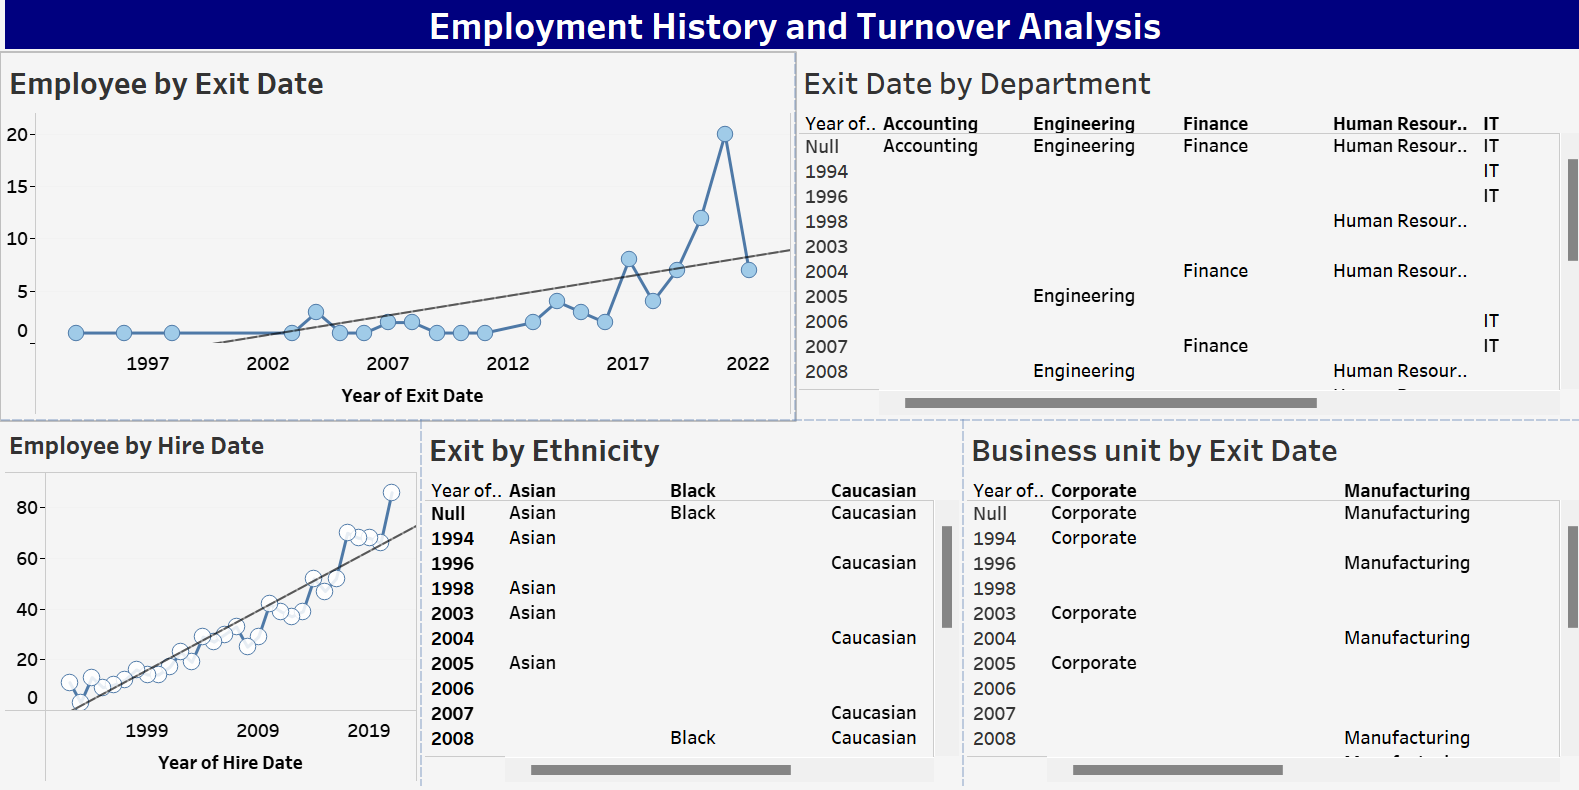 Employment History and Turnover Analysis
Employee by Exit Date
20
15
10
5
0
1997 2002 2007 2012 2017 2022
Year of Exit Date
Exit Date by Department
Year of.. Accounting Engineering Finance Human Resour.. IT
Null Accounting Engineering Finance Human Resour.. IT
1994 IT
1996 IT
1998 Human Resour..
2003
2004 Finance Human Resour..
2005 Engineering
2006 IT
2007 Finance IT
2008 Engineering Human Resour..
Employee by Hire Date
80
60
40
20
0
1999 2009 2019
Year of Hire Date
Exit by Ethnicity
Year of.. Asian Black Caucasian
Null Asian Black Caucasian
1994 Asian
1996 Caucasian
1998 Asian
2003 Asian
2004 Caucasian
2005 Asian
2006
2007 Caucasian
2008 Black Caucasian
Business unit by Exit Date
Year of.. Corporate Manufacturing
Null Corporate Manufacturing
1994 Corporate
1996 Manufacturing
1998
2003 Corporate
2004 Manufacturing
2005 Corporate
2006
2007
2008 Manufacturing